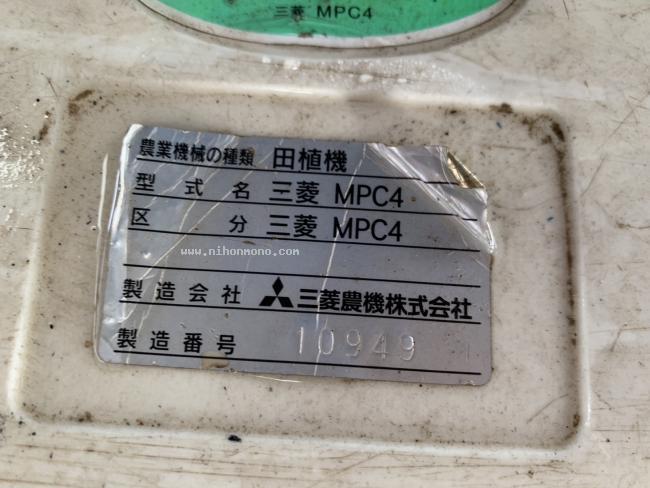 三菱 MPC4
農業機械の種類 田植機
型式名 三菱 MPC4
区分 三菱 MPC4
www.nihonmono.com
製造会社 三菱農機株式会社
製造番号 10949